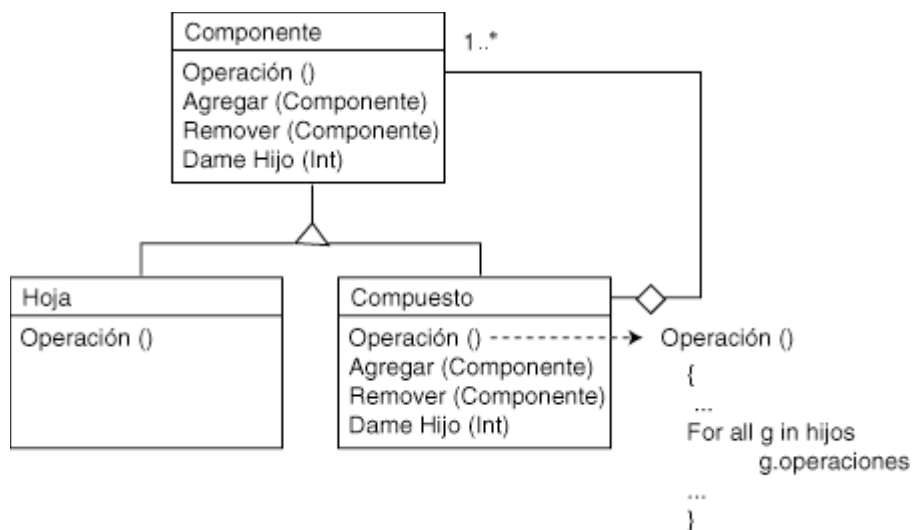 Componente
1..*
Operación ()
Agregar (Componente)
Remover (Componente)
Dame Hijo (Int)
Hoja
Operación ()
Compuesto
Operación ()
Agregar (Componente)
Remover (Componente)
Dame Hijo (Int)
Operación ()
{
...
For all g in hijos
g.operaciones
...
}